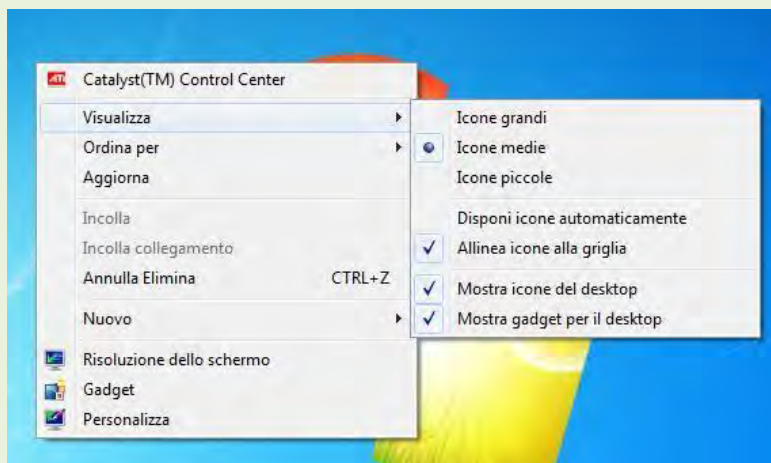 ATI Catalyst(TM) Control Center
Visualizza
Ordina per
Aggiorna
Incolla
Incolla collegamento
Annulla Elimina CTRL+Z
Nuovo
Risoluzione dello schermo
Gadget
Personalizza
Icone grandi
Icone medie
Icone piccole
Disponi icone automaticamente
Allinea icone alla griglia
Mostra icone del desktop
Mostra gadget per il desktop